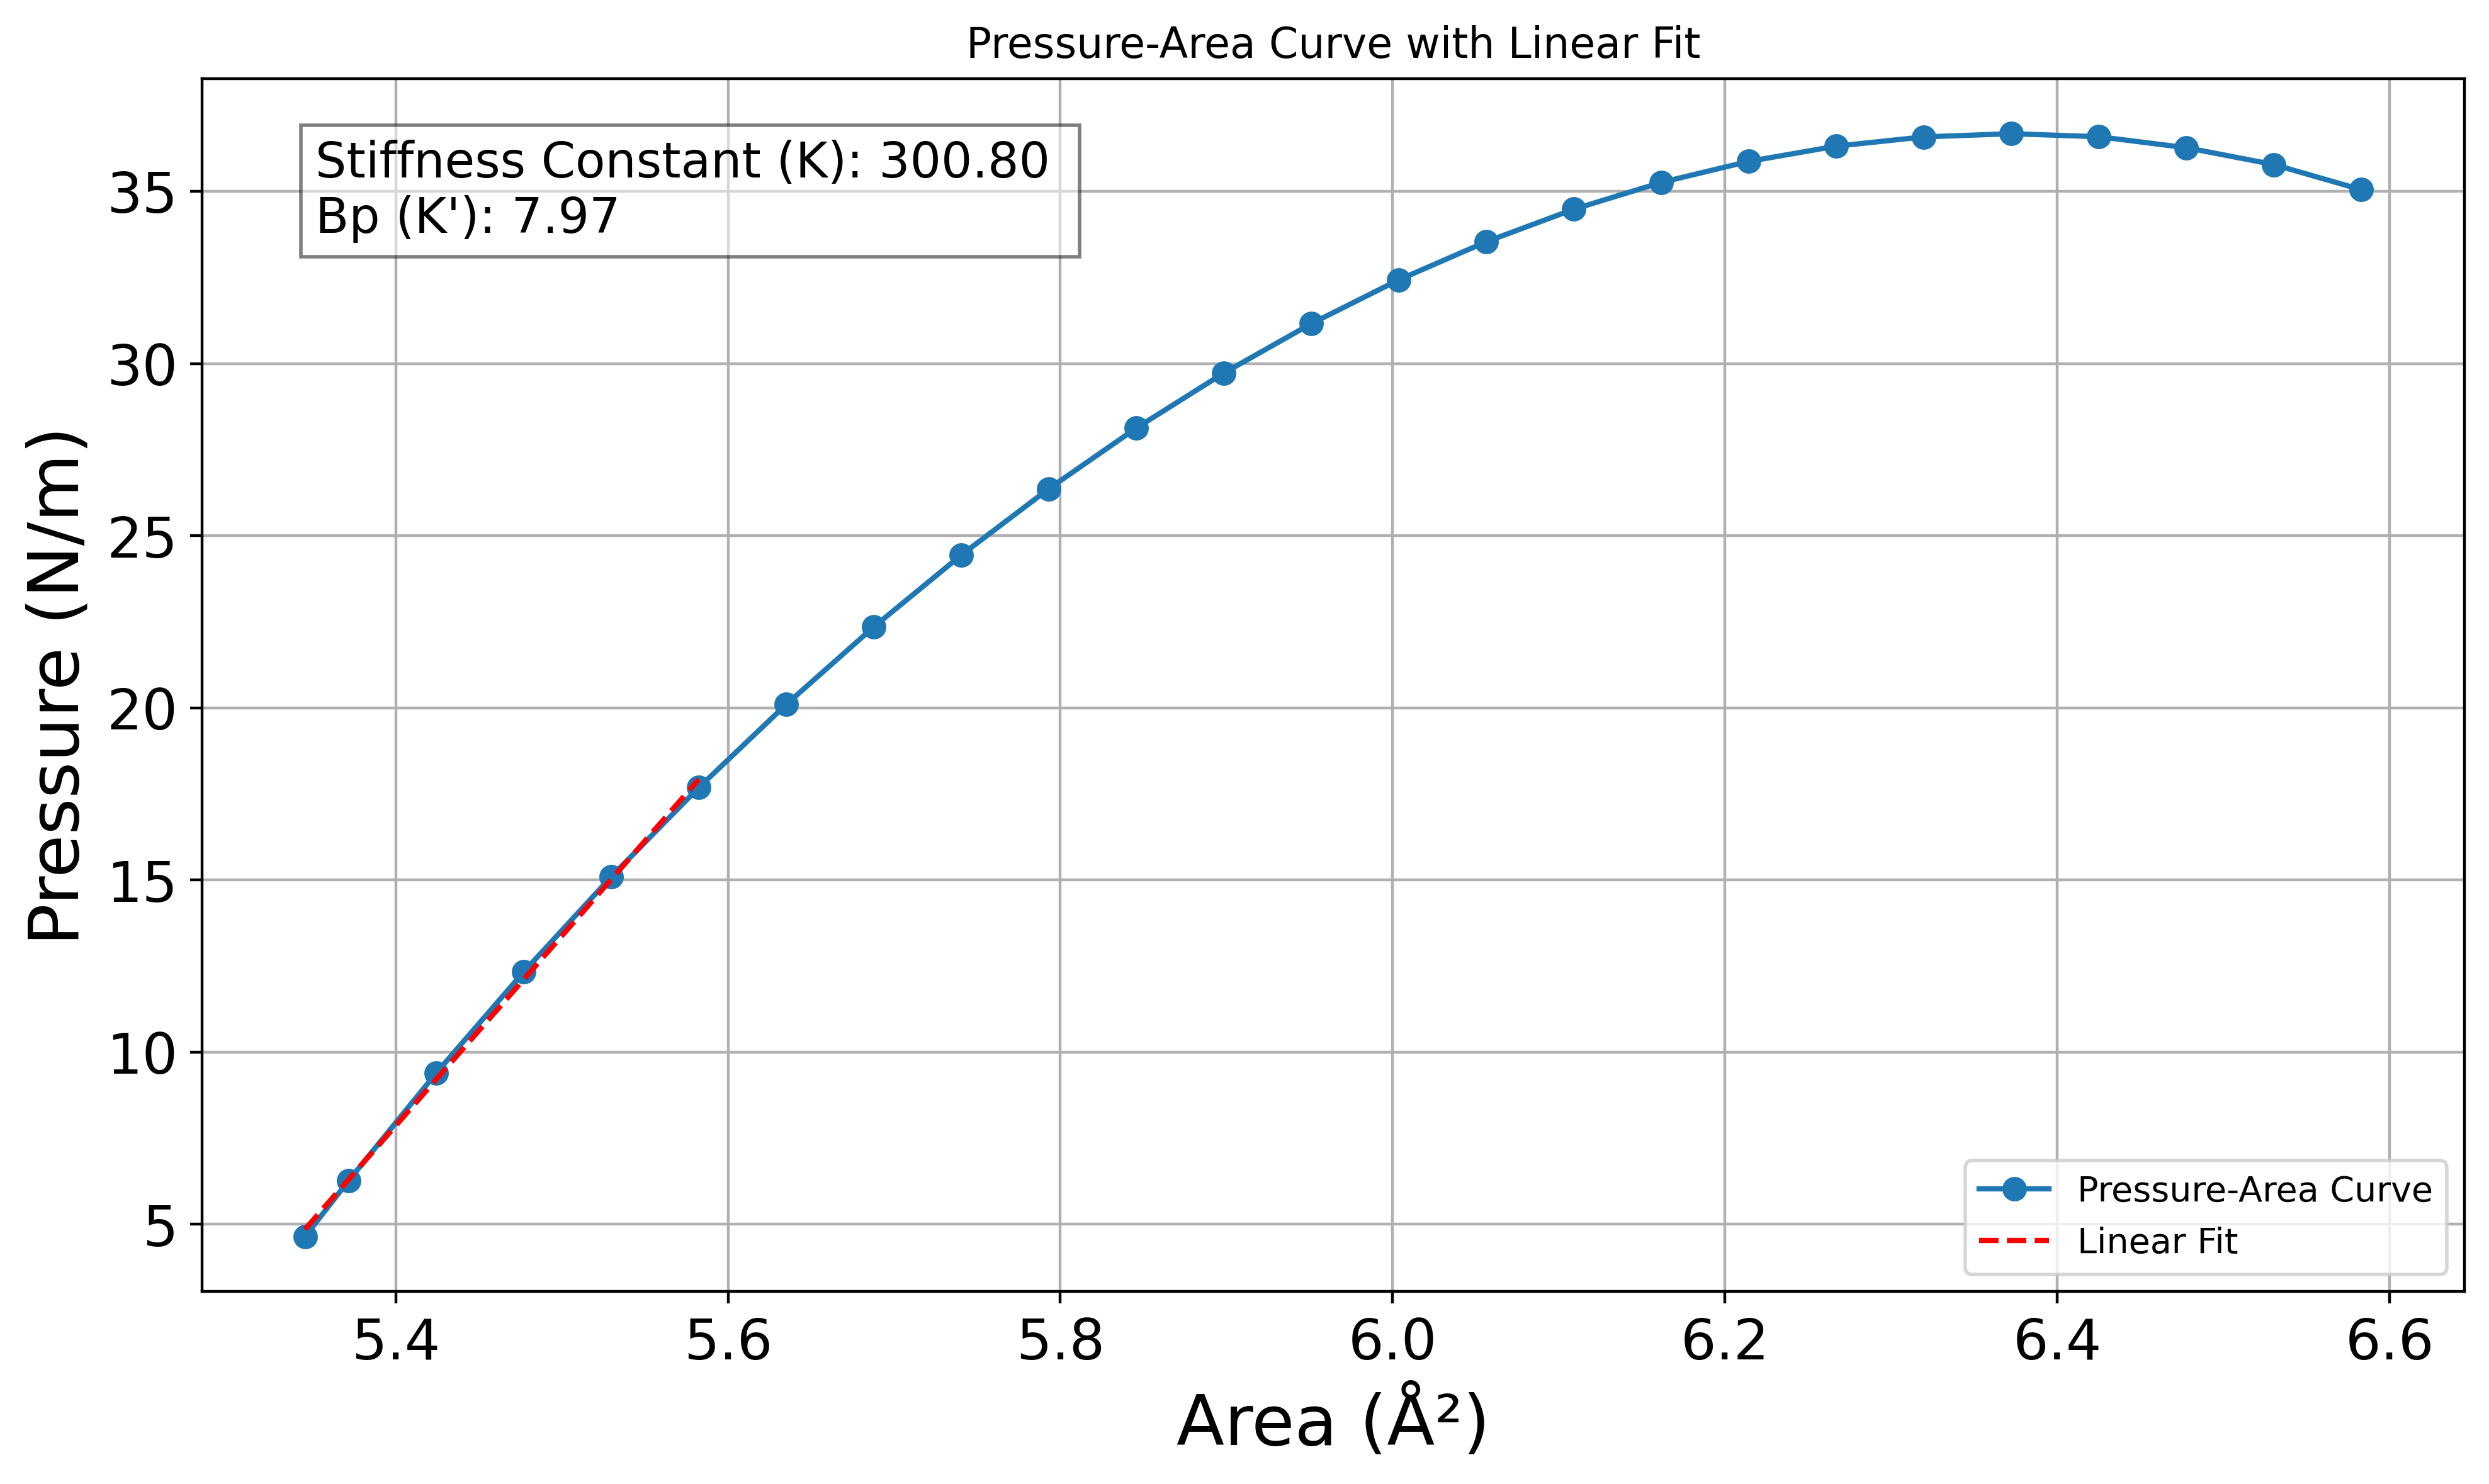 Pressure-Area Curve with Linear Fit
Stiffness Constant (K): 300.80
Bp (K'): 7.97
Pressure (N/m)
35
30
25
20
15
10
5
Pressure-Area Curve
Linear Fit
5.4 5.6 5.8 6.0 6.2 6.4 6.6
Area (Å²)